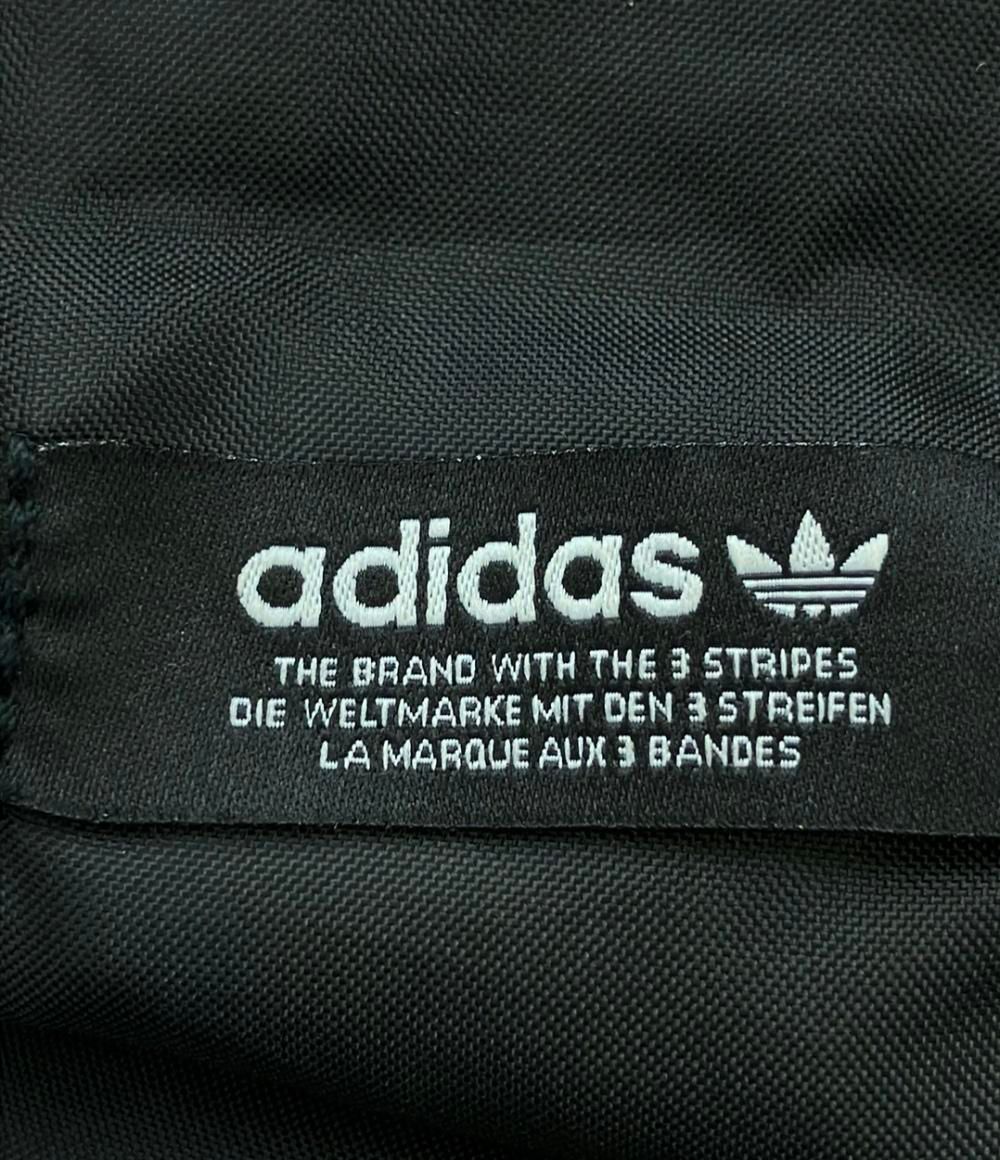 adidas
THE BRAND WITH THE 3 STRIPES
DIE WELTMARKE MIT DEN 3 STREIFEN
LA MARQUE AUX 3 BANDES